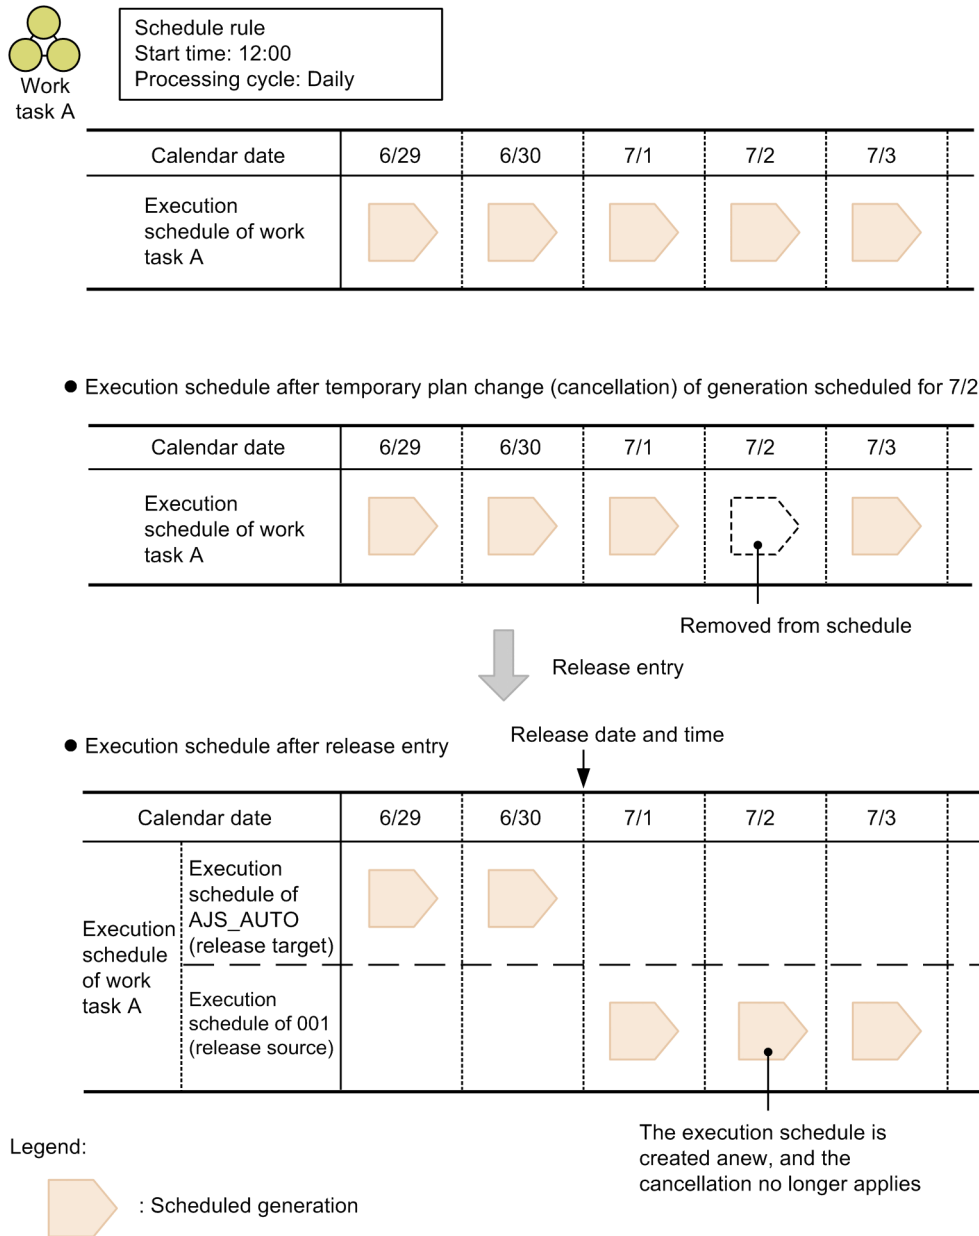 Work
task A
Schedule rule
Start time: 12:00
Processing cycle: Daily
Calendar date 6/29 6/30 7/1 7/2 7/3
Execution
schedule of work
task A
● Execution schedule after temporary plan change (cancellation) of generation scheduled for 7/2
Calendar date 6/29 6/30 7/1 7/2 7/3
Execution
schedule of work
task A
Removed from schedule
Release entry
● Execution schedule after release entry
Release date and time
Calendar date 6/29 6/30 7/1 7/2 7/3
Execution
schedule
of work
task A
Execution
schedule of
AJS_AUTO
(release target)
Execution
schedule of 001
(release source)
The execution schedule is
created anew, and the
cancellation no longer applies
Legend:
: Scheduled generation